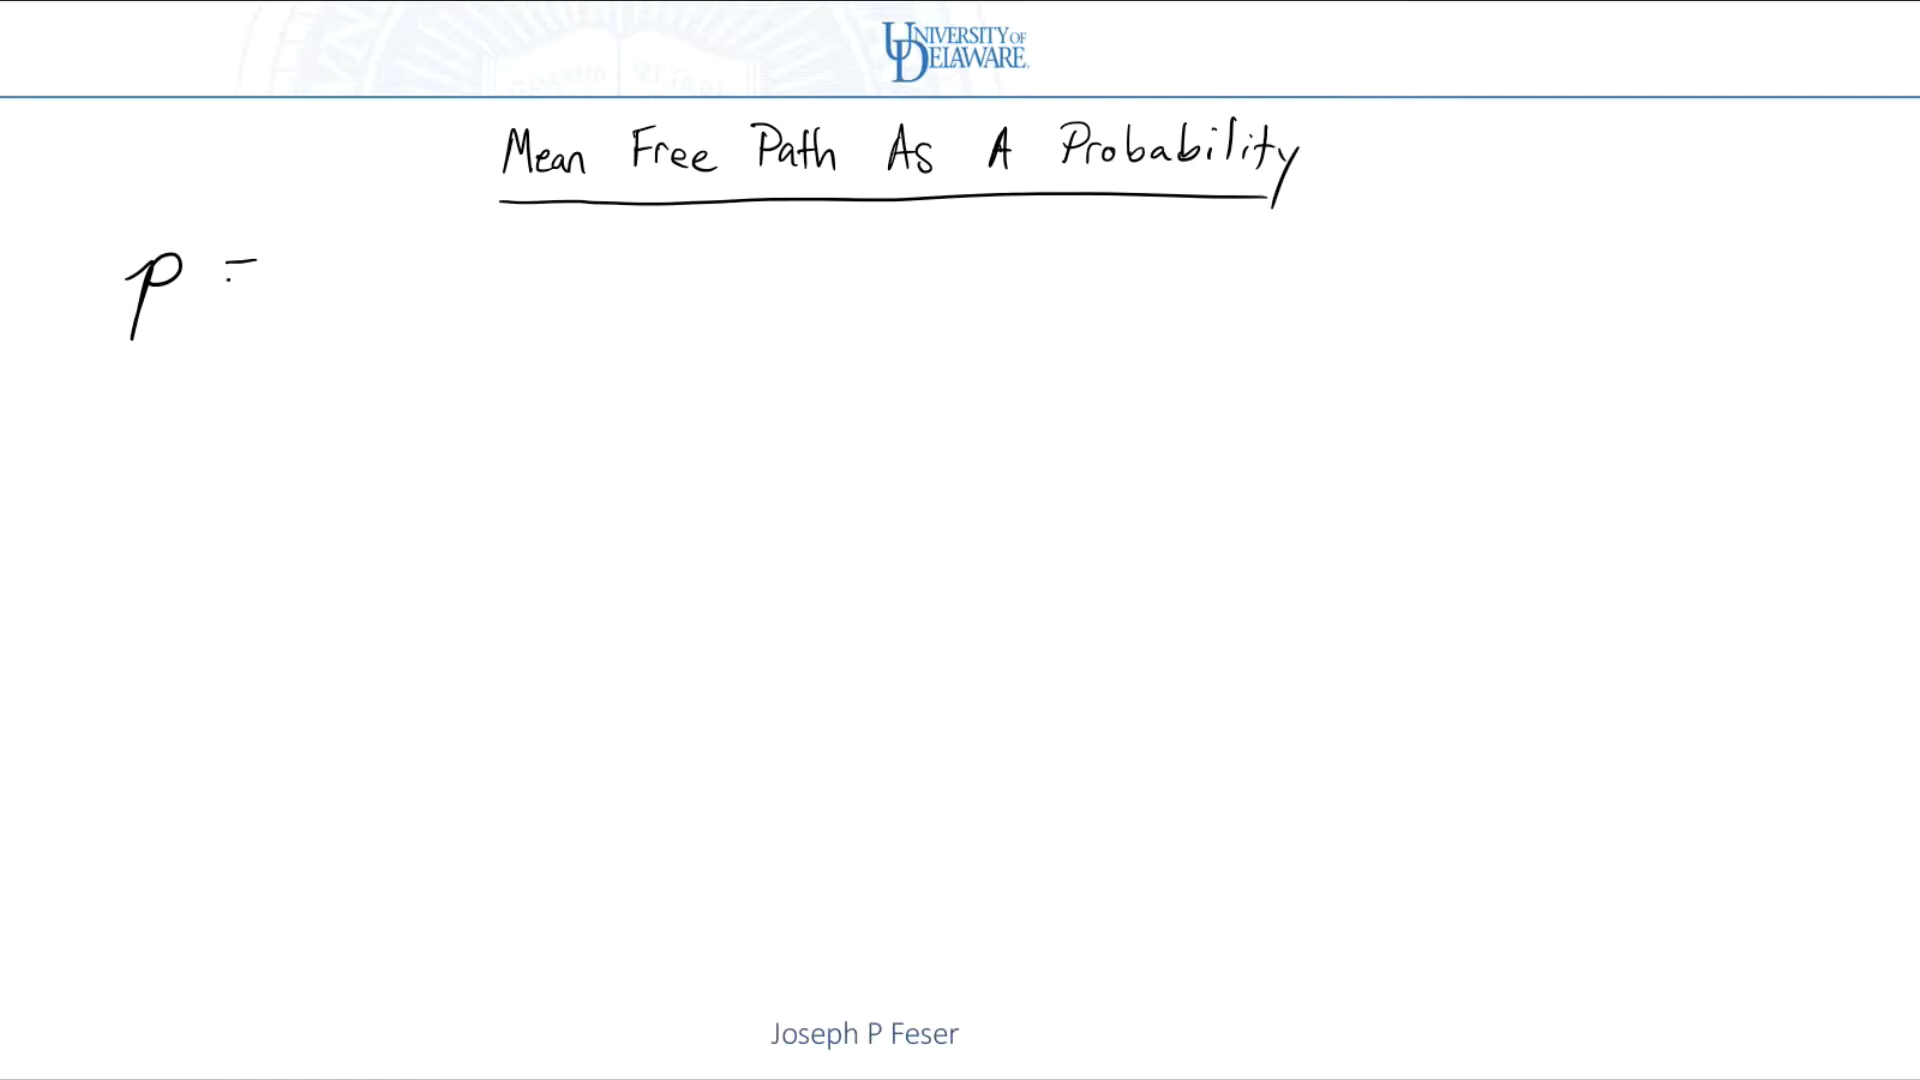 UNIVERSITY OF
DELAWARE.
Mean Free Path As A Probability
p =
Joseph P Feser